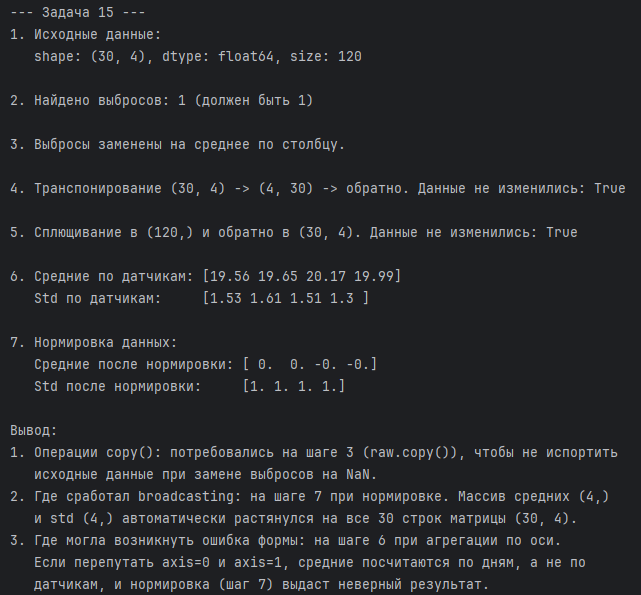 --- Задача 15 ---
1. Исходные данные:
shape: (30, 4), dtype: float64, size: 120
2. Найдено выбросов: 1 (должен быть 1)
3. Выбросы заменены на среднее по столбцу.
4. Транспонирование (30, 4) -> (4, 30) -> обратно. Данные не изменились: True
5. Сплющивание в (120,) и обратно в (30, 4). Данные не изменились: True
6. Средние по датчикам: [19.56 19.65 20.17 19.99]
Std по датчикам:     [1.53 1.61 1.51 1.3 ]
7. Нормировка данных:
Средние после нормировки: [ 0.  0. -0. -0.]
Std после нормировки:     [1. 1. 1. 1.]
Вывод:
1. Операции copy(): потребовались на шаге 3 (raw.copy()), чтобы не испортить
исходные данные при замене выбросов на NaN.
2. Где сработал broadcasting: на шаге 7 при нормировке. Массив средних (4,)
и std (4,) автоматически растянулся на все 30 строк матрицы (30, 4).
3. Где могла возникнуть ошибка формы: на шаге 6 при агрегации по оси.
Если перепутать axis=0 и axis=1, средние посчитаются по дням, а не по
датчикам, и нормировка (шаг 7) выдаст неверный результат.